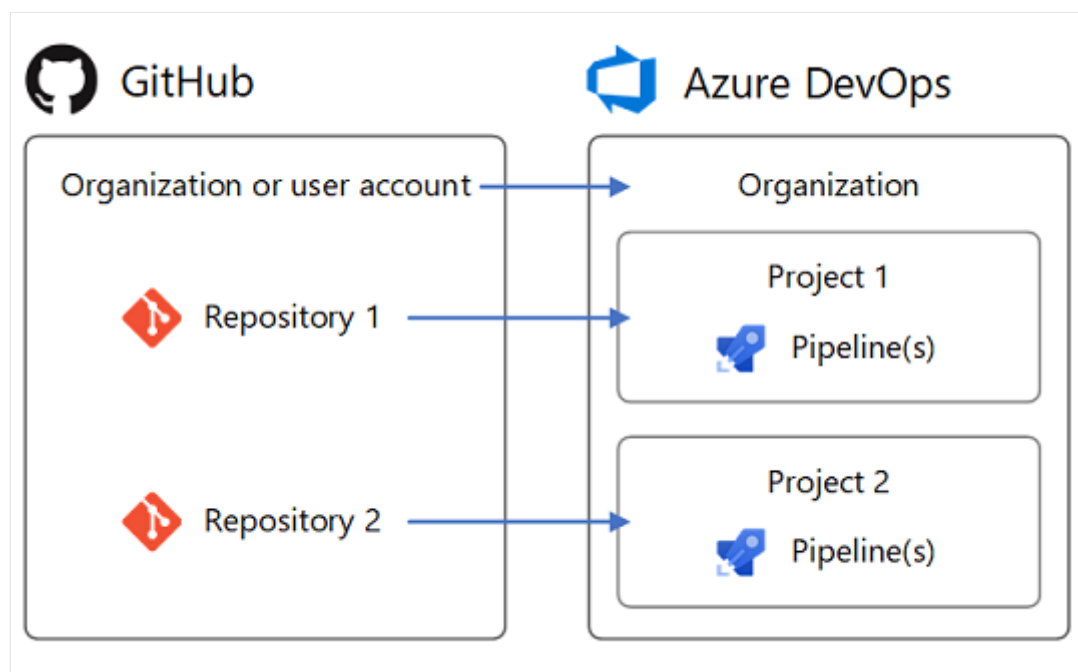 GitHub
Azure DevOps
Organization or user account
Organization
Project 1
Repository 1
Pipeline(s)
Project 2
Repository 2
Pipeline(s)